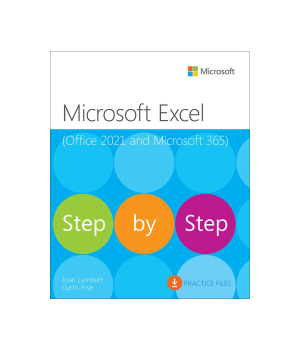 Microsoft
Microsoft Excel
(Office 2021 and Microsoft 365)
Step by Step
Joan Lambert
Curtis Frye
PRACTICE FILES